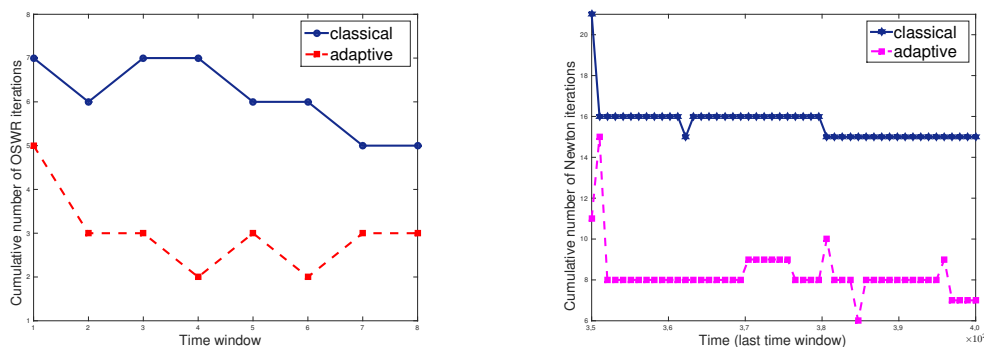 Cumulative number of OSWR iterations
8
7
6
5
4
3
2
1
1 2 3 4 5 6 7 8
Time window
classical
adaptive
Cumulative number of Newton iterations
20
18
16
14
12
10
8
6
3,5 3,6 3,7 3,8 3,9 4,0
Time (last time window)
classical
adaptive